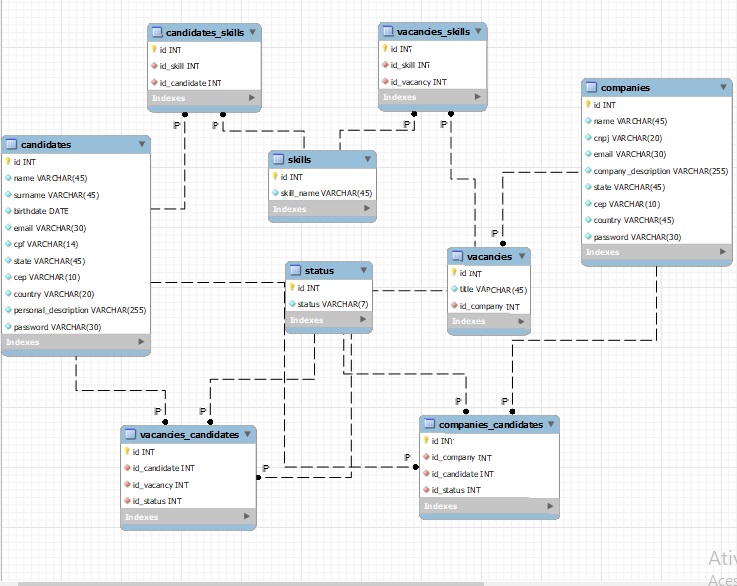 candidates_skills
id INT
id_skill INT
id_candidate INT
Indexes
vacancies_skills
id INT
id_skill INT
id_vacancy INT
Indexes
companies
id INT
name VARCHAR(45)
cnpj VARCHAR(20)
email VARCHAR(30)
company_description VARCHAR(255)
state VARCHAR(45)
cep VARCHAR(10)
country VARCHAR(45)
password VARCHAR(30)
Indexes
candidates
id INT
name VARCHAR(45)
surname VARCHAR(45)
birthdate DATE
email VARCHAR(30)
cpf VARCHAR(14)
state VARCHAR(45)
cep VARCHAR(10)
country VARCHAR(20)
personal_description VARCHAR(255)
password VARCHAR(30)
Indexes
skills
id INT
skill_name VARCHAR(45)
Indexes
status
id INT
status VARCHAR(7)
Indexes
vacancies
id INT
title VARCHAR(45)
id_company INT
Indexes
vacancies_candidates
id INT
id_candidate INT
id_vacancy INT
id_status INT
Indexes
companies_candidates
id INT
id_company INT
id_candidate INT
id_status INT
Indexes
Ativ
Aces